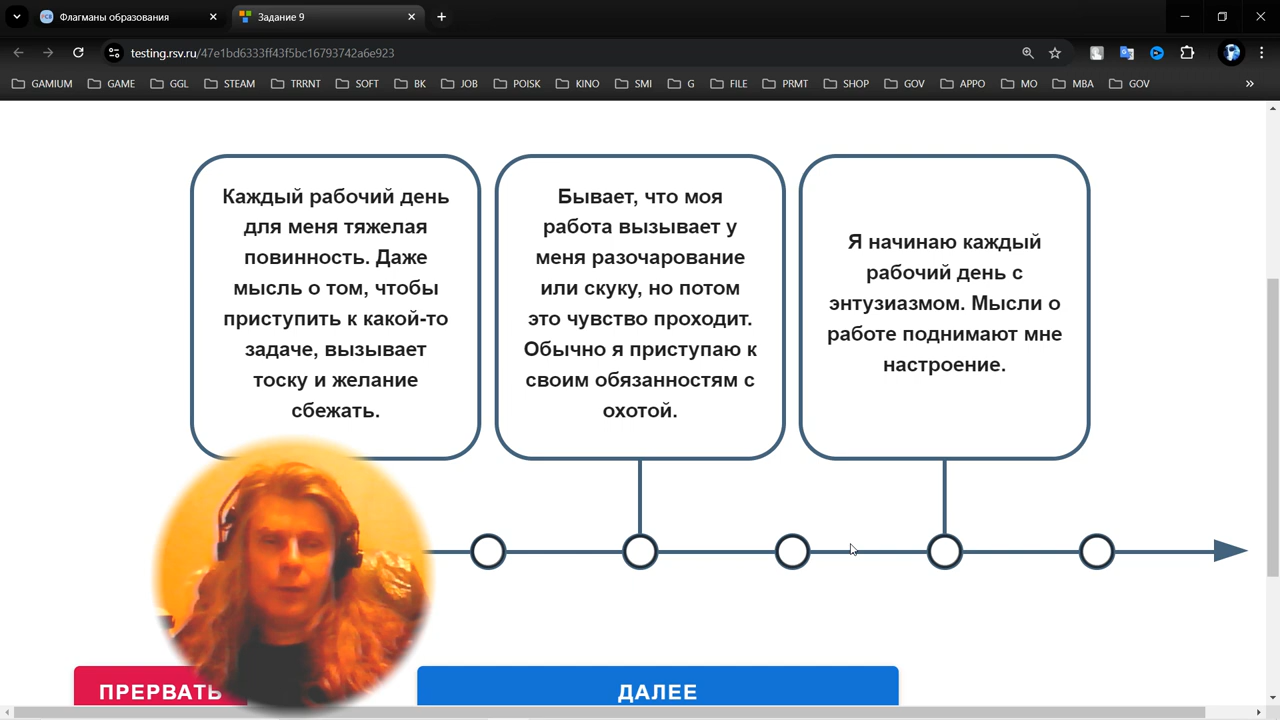 Флагманы образования
Задание 9
testing.rsv.ru/47e1bd6333ff43f5bc16793742a6e923
GAMIUM
GAME
GGL
STEAM
TRRNT
SOFT
BK
JOB
POISK
KINO
SMI
G
FILE
PRMT
SHOP
GOV
APPO
MO
MBA
GOV
Каждый рабочий день
для меня тяжелая
повинность. Даже
мысль о том, чтобы
приступить к какой-то
задаче, вызывает
тоску и желание
сбежать.
Бывает, что моя
работа вызывает у
меня разочарование
или скуку, но потом
это чувство проходит.
Обычно я приступаю к
своим обязанностям с
охотой.
Я начинаю каждый
рабочий день с
энтузиазмом. Мысли о
работе поднимают мне
настроение.
ПРЕРВАТЬ
ДАЛЕЕ